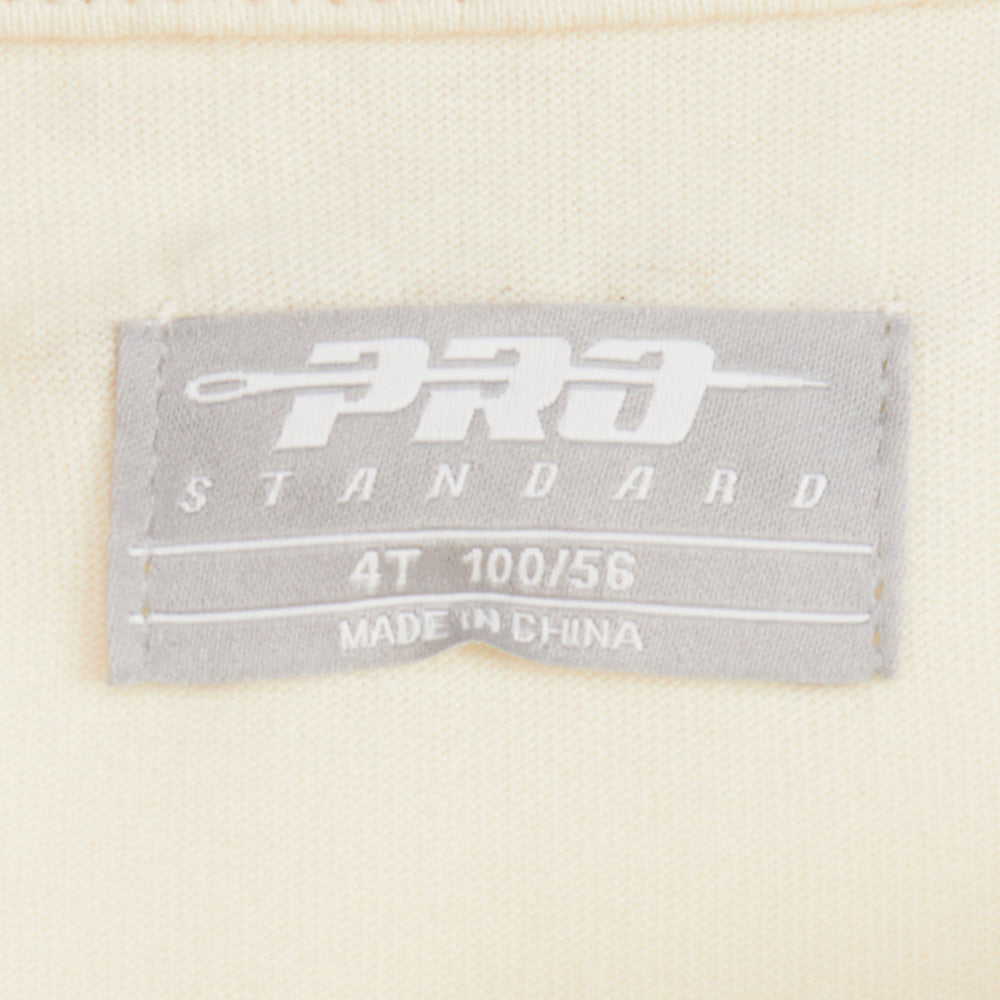 PRO
STANDARD
4T 100/56
MADE IN CHINA